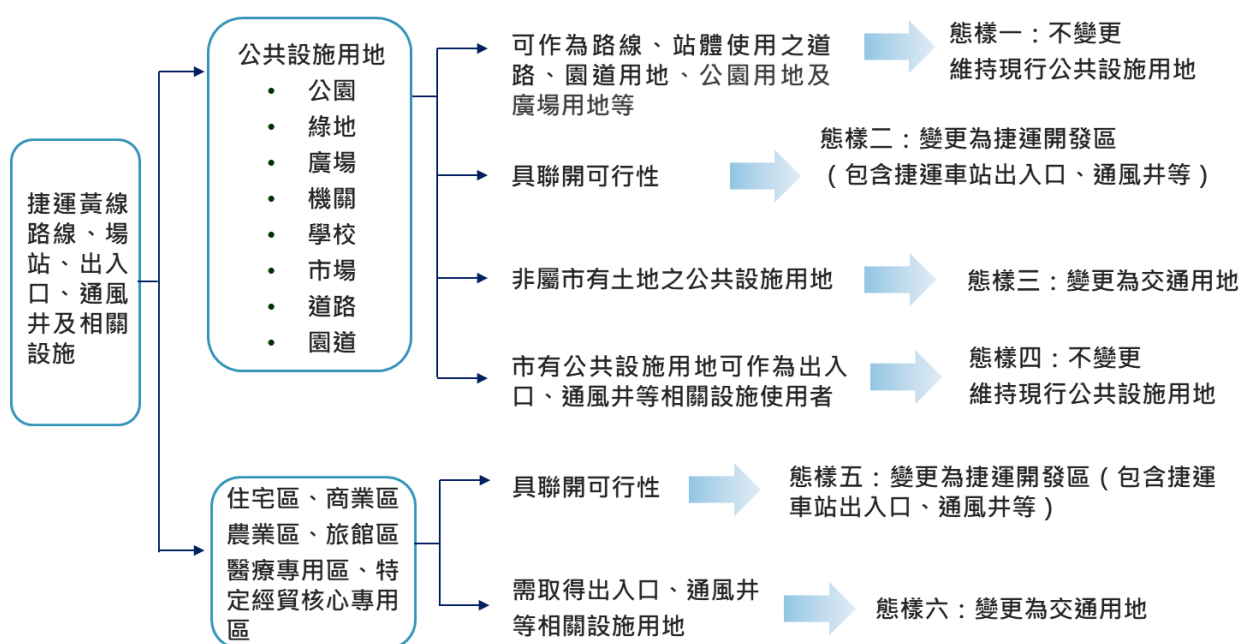 捷運黃線
路線、場
站、出入
口、通風
井及相關
設施
公共設施用地
• 公園
• 綠地
• 廣場
• 機關
• 學校
• 市場
• 道路
• 園道
可作為路線、站體使用之道
路、園道用地、公園用地及
廣場用地等
態樣一：不變更
維持現行公共設施用地
具聯開可行性
態樣二：變更為捷運開發區
（包含捷運車站出入口、通風井等）
非屬市有土地之公共設施用地
態樣三：變更為交通用地
市有公共設施用地可作為出入
口、通風井等相關設施使用者
態樣四：不變更
維持現行公共設施用地
住宅區、商業區
農業區、旅館區
醫療專用區、特
定經貿核心專用
區
具聯開可行性
態樣五：變更為捷運開發區（包含捷運
車站出入口、通風井等）
需取得出入口、通風井
等相關設施用地
態樣六：變更為交通用地